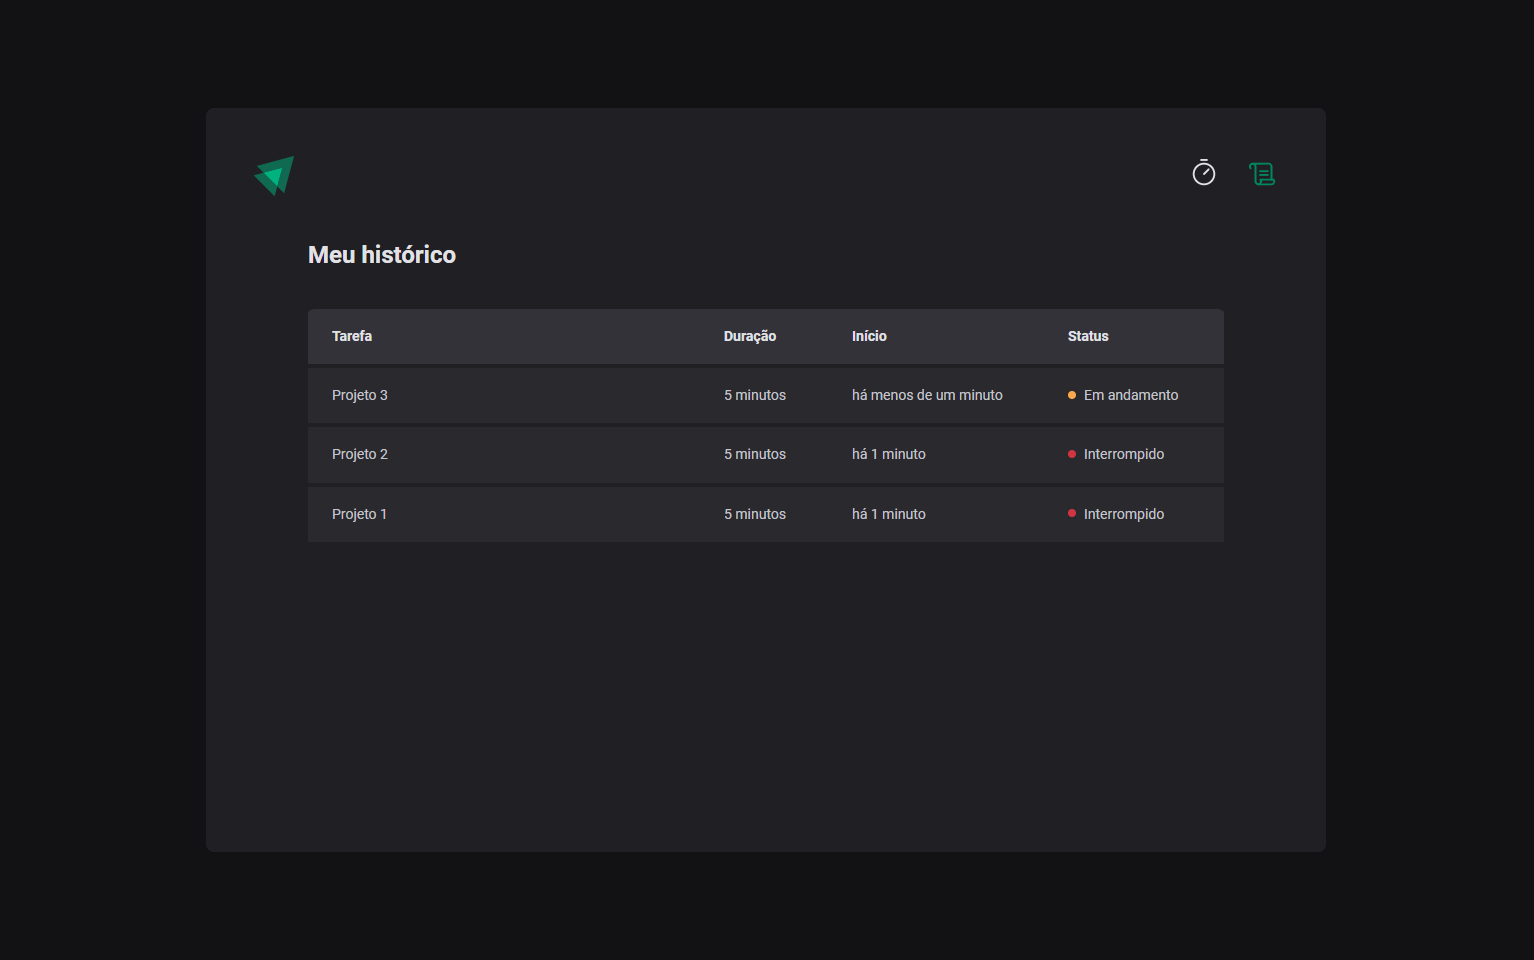 Meu histórico
Tarefa Duração Início Status
Projeto 3 5 minutos há menos de um minuto Em andamento
Projeto 2 5 minutos há 1 minuto Interrompido
Projeto 1 5 minutos há 1 minuto Interrompido